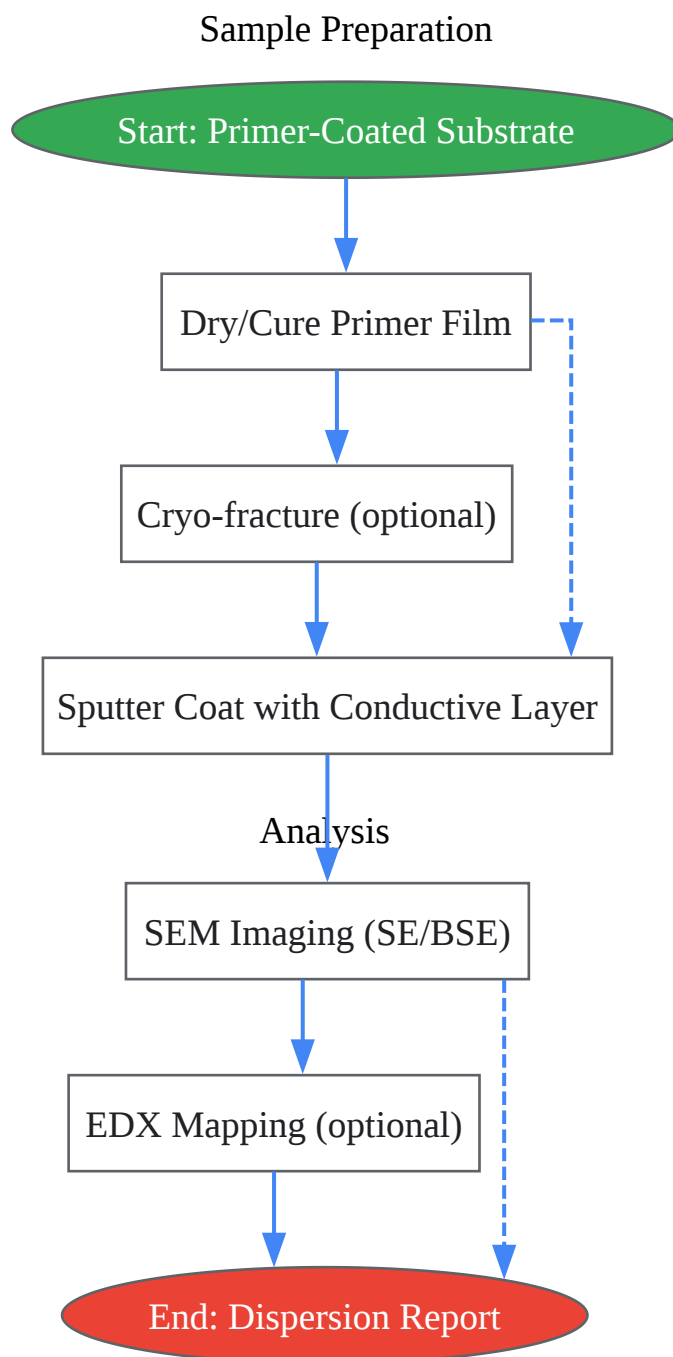 Sample Preparation
Start: Primer-Coated Substrate
Dry/Cure Primer Film
Cryo-fracture (optional)
Sputter Coat with Conductive Layer
Analysis
SEM Imaging (SE/BSE)
EDX Mapping (optional)
End: Dispersion Report